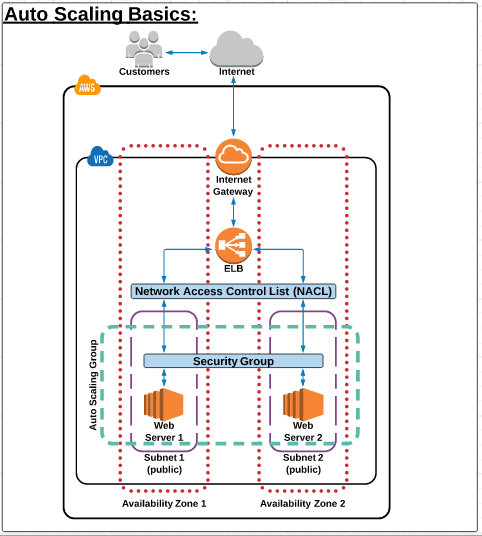 Auto Scaling Basics:
Customers
Internet
AWS
VPC
Internet
Gateway
ELB
Network Access Control List (NACL)
Auto Scaling Group
Security Group
Web
Server 1
Web
Server 2
Subnet 1
(public)
Subnet 2
(public)
Availability Zone 1
Availability Zone 2